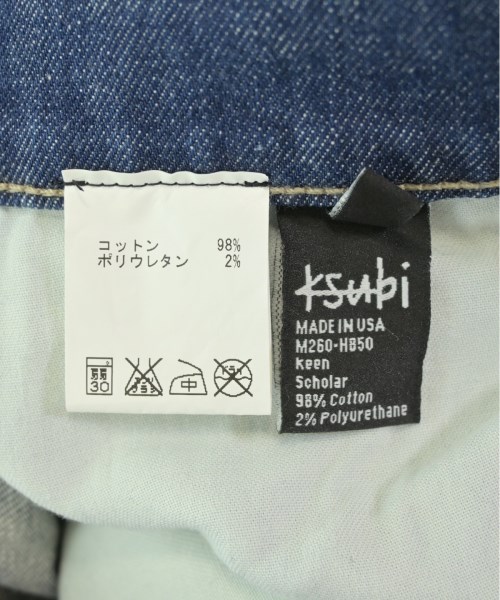 コットン 98%
ポリウレタン 2%
30
中
ksubi
MADE IN USA
M260-HB50
Keen
Scholar
98% Cotton
2% Polyurethane